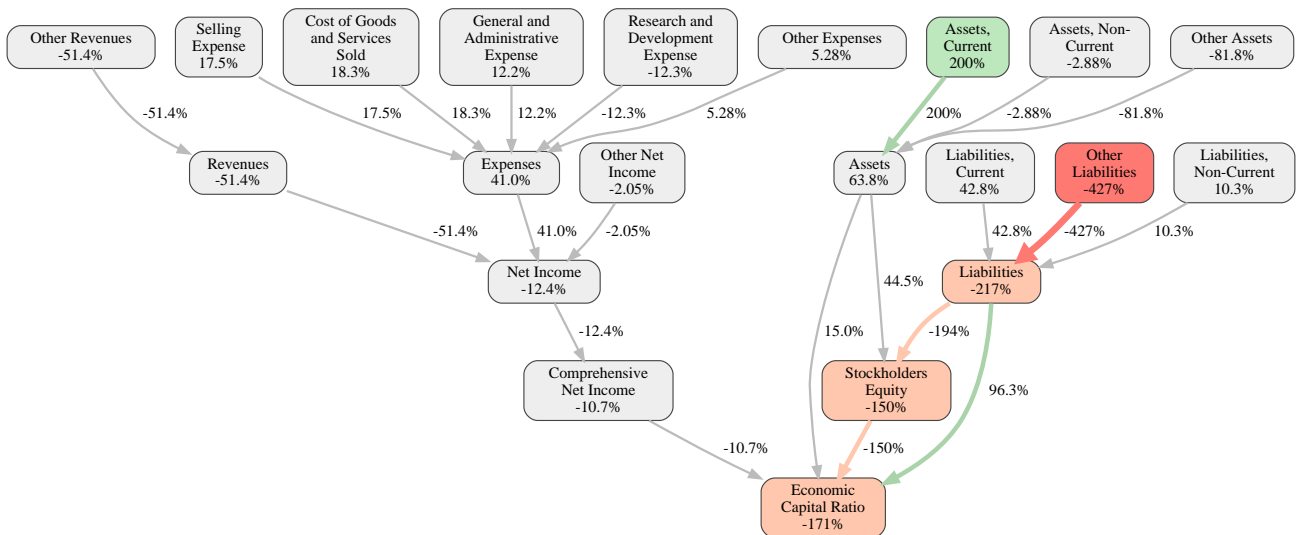 Other Revenues
-51.4%
Selling
Expense
17.5%
Cost of Goods
and Services
Sold
18.3%
General and
Administrative
Expense
12.2%
Research and
Development
Expense
-12.3%
Other Expenses
5.28%
Assets,
Current
200%
Assets, Non-
Current
-2.88%
Other Assets
-81.8%
-51.4%
17.5%
18.3%
12.2%
-12.3%
5.28%
200%
-2.88%
-81.8%
Revenues
-51.4%
Expenses
41.0%
Other Net
Income
-2.05%
Assets
63.8%
Liabilities,
Current
42.8%
Other
Liabilities
-427%
Liabilities,
Non-Current
10.3%
-51.4%
41.0%
-2.05%
42.8%
-427%
10.3%
Net Income
-12.4%
44.5%
Liabilities
-217%
-12.4%
15.0%
-194%
Comprehensive
Net Income
-10.7%
Stockholders
Equity
-150%
96.3%
-10.7%
-150%
Economic
Capital Ratio
-171%